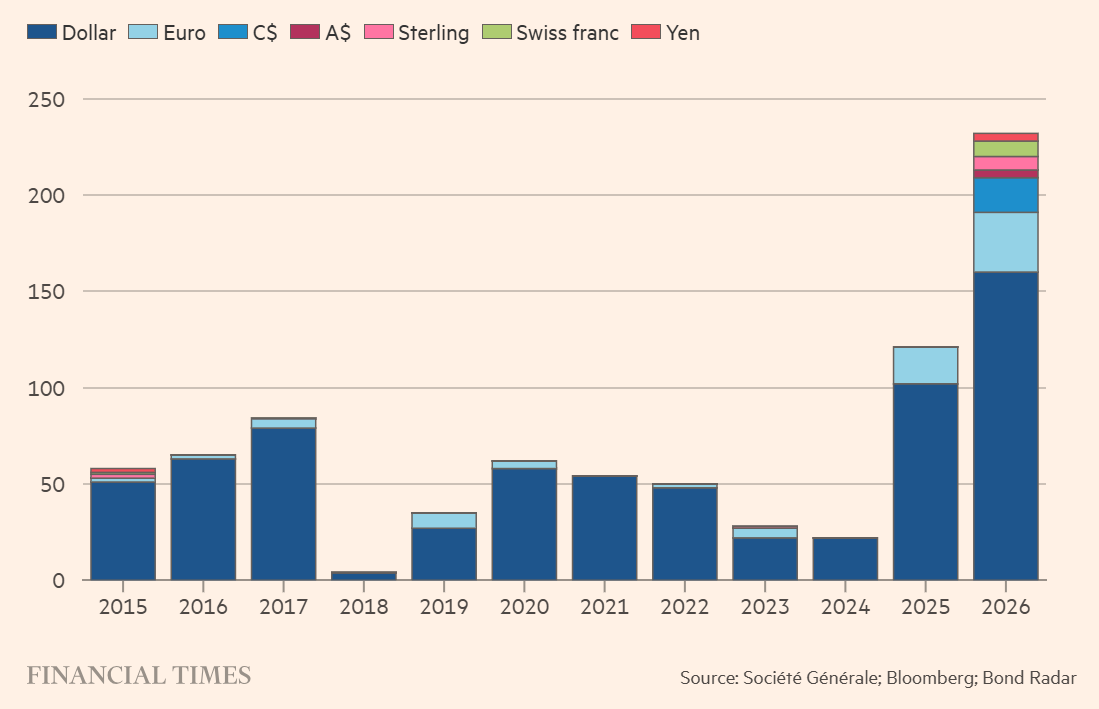 Dollar Euro C$ A$ Sterling Swiss franc Yen
250
200
150
100
50
0
2015 2016 2017 2018 2019 2020 2021 2022 2023 2024 2025 2026
FINANCIAL TIMES
Source: Société Générale; Bloomberg; Bond Radar